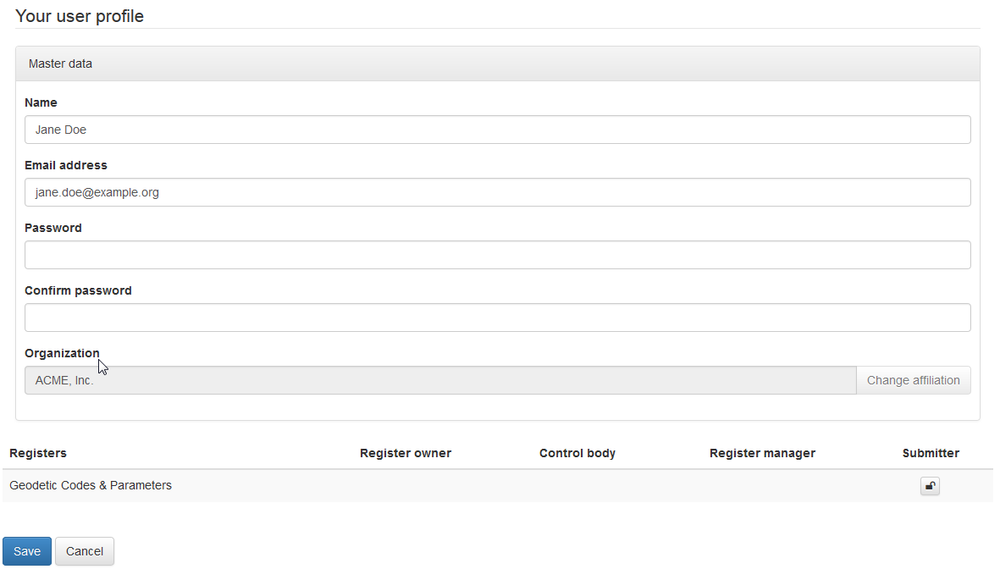 Your user profile
Master data
Name
Jane Doe
Email address
jane.doe@example.org
Password
Confirm password
Organization
ACME, Inc. Change affiliation
Registers Register owner Control body Register manager Submitter
Geodetic Codes & Parameters
Save Cancel